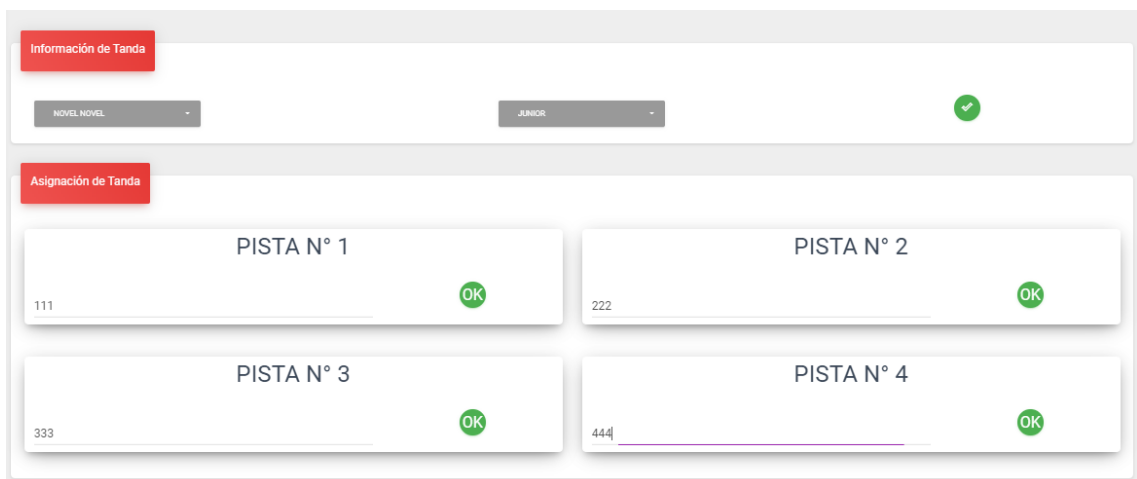 Información de Tanda
NOVEL NOVEL
JUNIOR
Asignación de Tanda
PISTA N° 1
111
OK
PISTA N° 2
222
OK
PISTA N° 3
333
OK
PISTA N° 4
444
OK